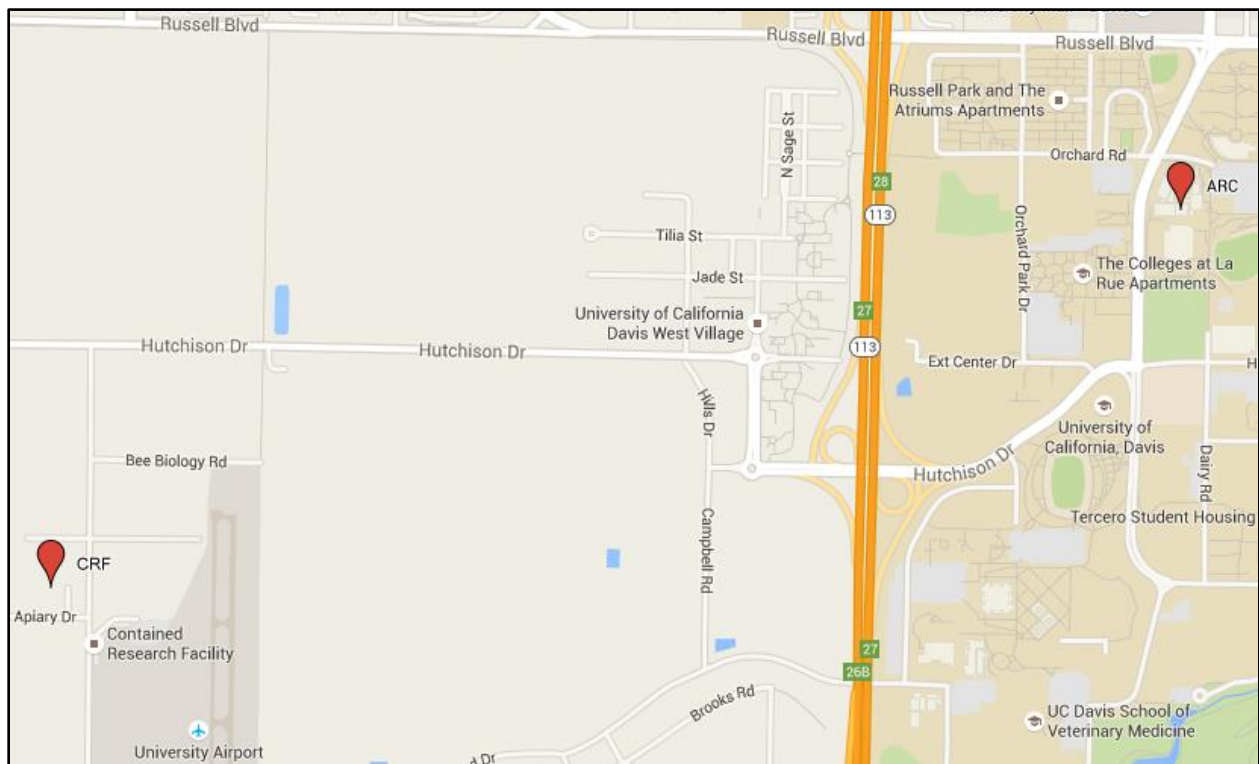 Russell Blvd
Russell Blvd
Russell Blvd
Russell Park and The
Atriums Apartments
N Sage St
Orchard Rd
28
113
ARC
Orchard Park Dr
Tilia St
Jade St
The Colleges at La
Rue Apartments
University of California
Davis West Village
27
113
Hutchison Dr
Hutchison Dr
Ext Center Dr
H
Hills Dr
University of
California, Davis
Dairy Rd
Bee Biology Rd
Hutchison Dr
Campbell Rd
Tercero Student Housing
CRF
Apiary Dr
Contained
Research Facility
27
26B
Brooks Rd
UC Davis School of
Veterinary Medicine
University Airport
d Dr